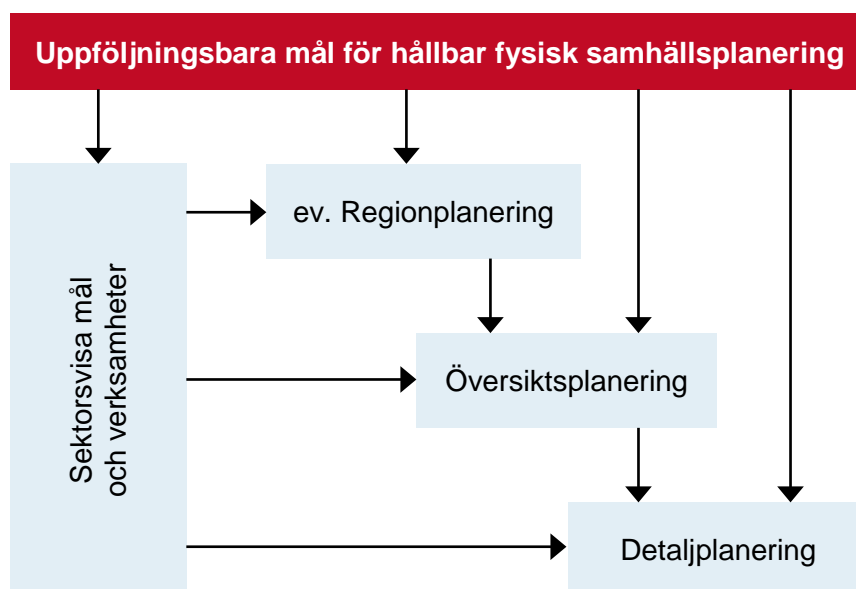 Uppföljningsbara mål för hållbar fysisk samhällsplanering
ev. Regionplanering
Sektorsvisa mål
och verksamheter
Översiktsplanering
Detaljplanering